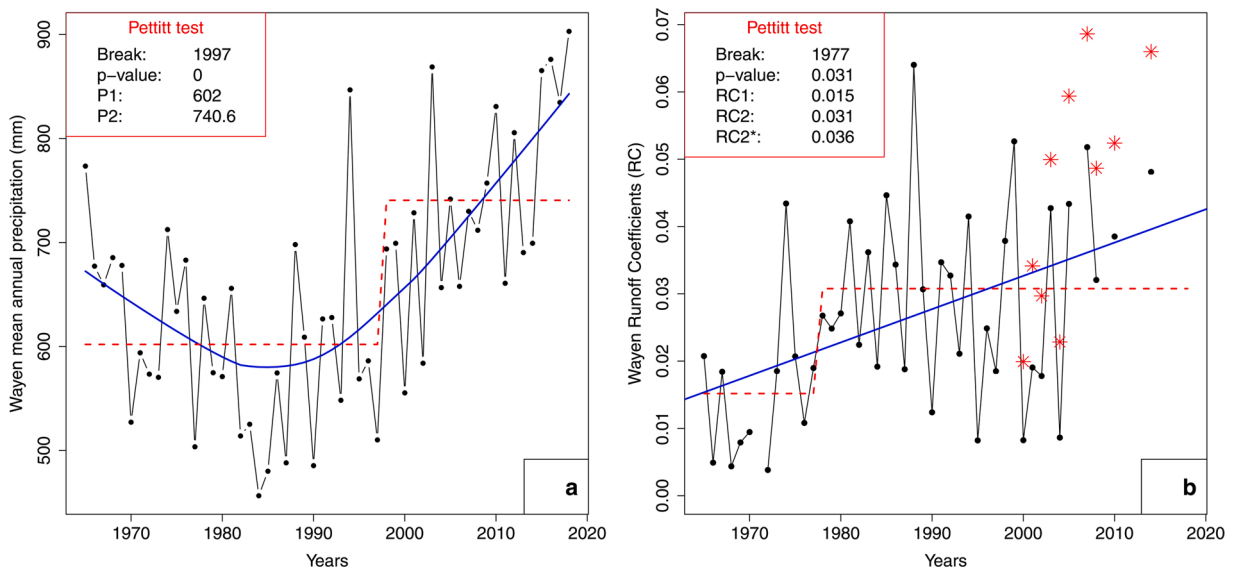 Pettitt test
Break: 1997
p-value: 0
P1: 602
P2: 740.6
Wayen mean annual precipitation (mm)
900
800
700
600
500
1970 1980 1990 2000 2010 2020
Years
a
Pettitt test
Break: 1977
p-value: 0.031
RC1: 0.015
RC2: 0.031
RC2*: 0.036
Wayen Runoff Coefficients (RC)
0.07
0.06
0.05
0.04
0.03
0.02
0.01
0.00
1970 1980 1990 2000 2010 2020
Years
b